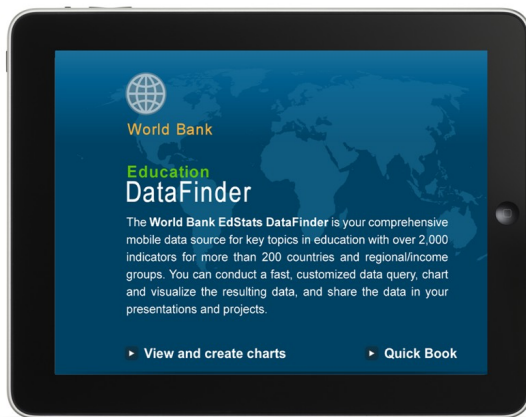 World Bank
Education
DataFinder
The World Bank EdStats DataFinder is your comprehensive
mobile data source for key topics in education with over 2,000
indicators for more than 200 countries and regional/income
groups. You can conduct a fast, customized data query, chart
and visualize the resulting data, and share the data in your
presentations and projects.
View and create charts
Quick Book